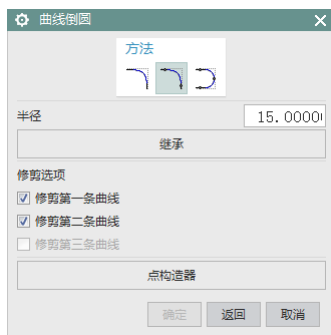 曲线倒圆
方法
半径 15.0000
继承
修剪选项
修剪第一条曲线
修剪第二条曲线
修剪第三条曲线
点构造器
确定 返回 取消